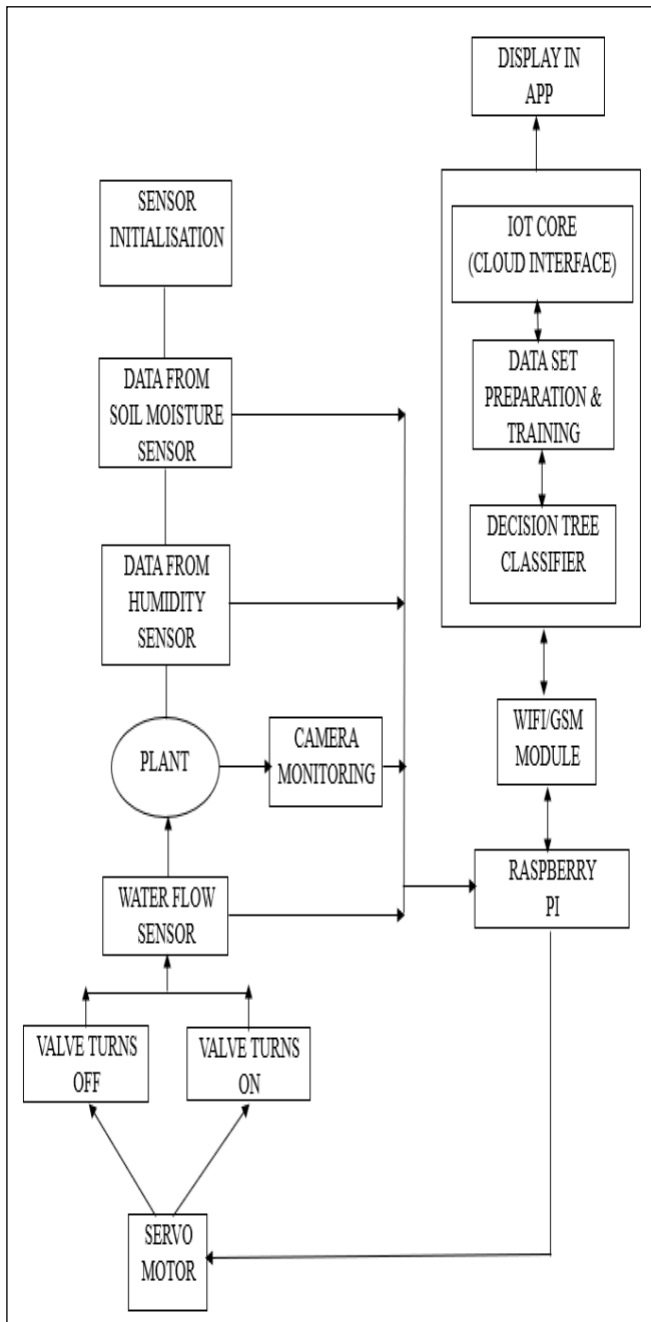 DISPLAY IN
APP
SENSOR
INITIALISATION
IOT CORE
(CLOUD INTERFACE)
DATA FROM
SOIL MOISTURE
SENSOR
DATA SET
PREPARATION &
TRAINING
DECISION TREE
CLASSIFIER
DATA FROM
HUMIDITY
SENSOR
PLANT
CAMERA
MONITORING
WIFI/GSM
MODULE
RASPBERRY
PI
WATER FLOW
SENSOR
VALVE TURNS
OFF
VALVE TURNS
ON
SERVO
MOTOR